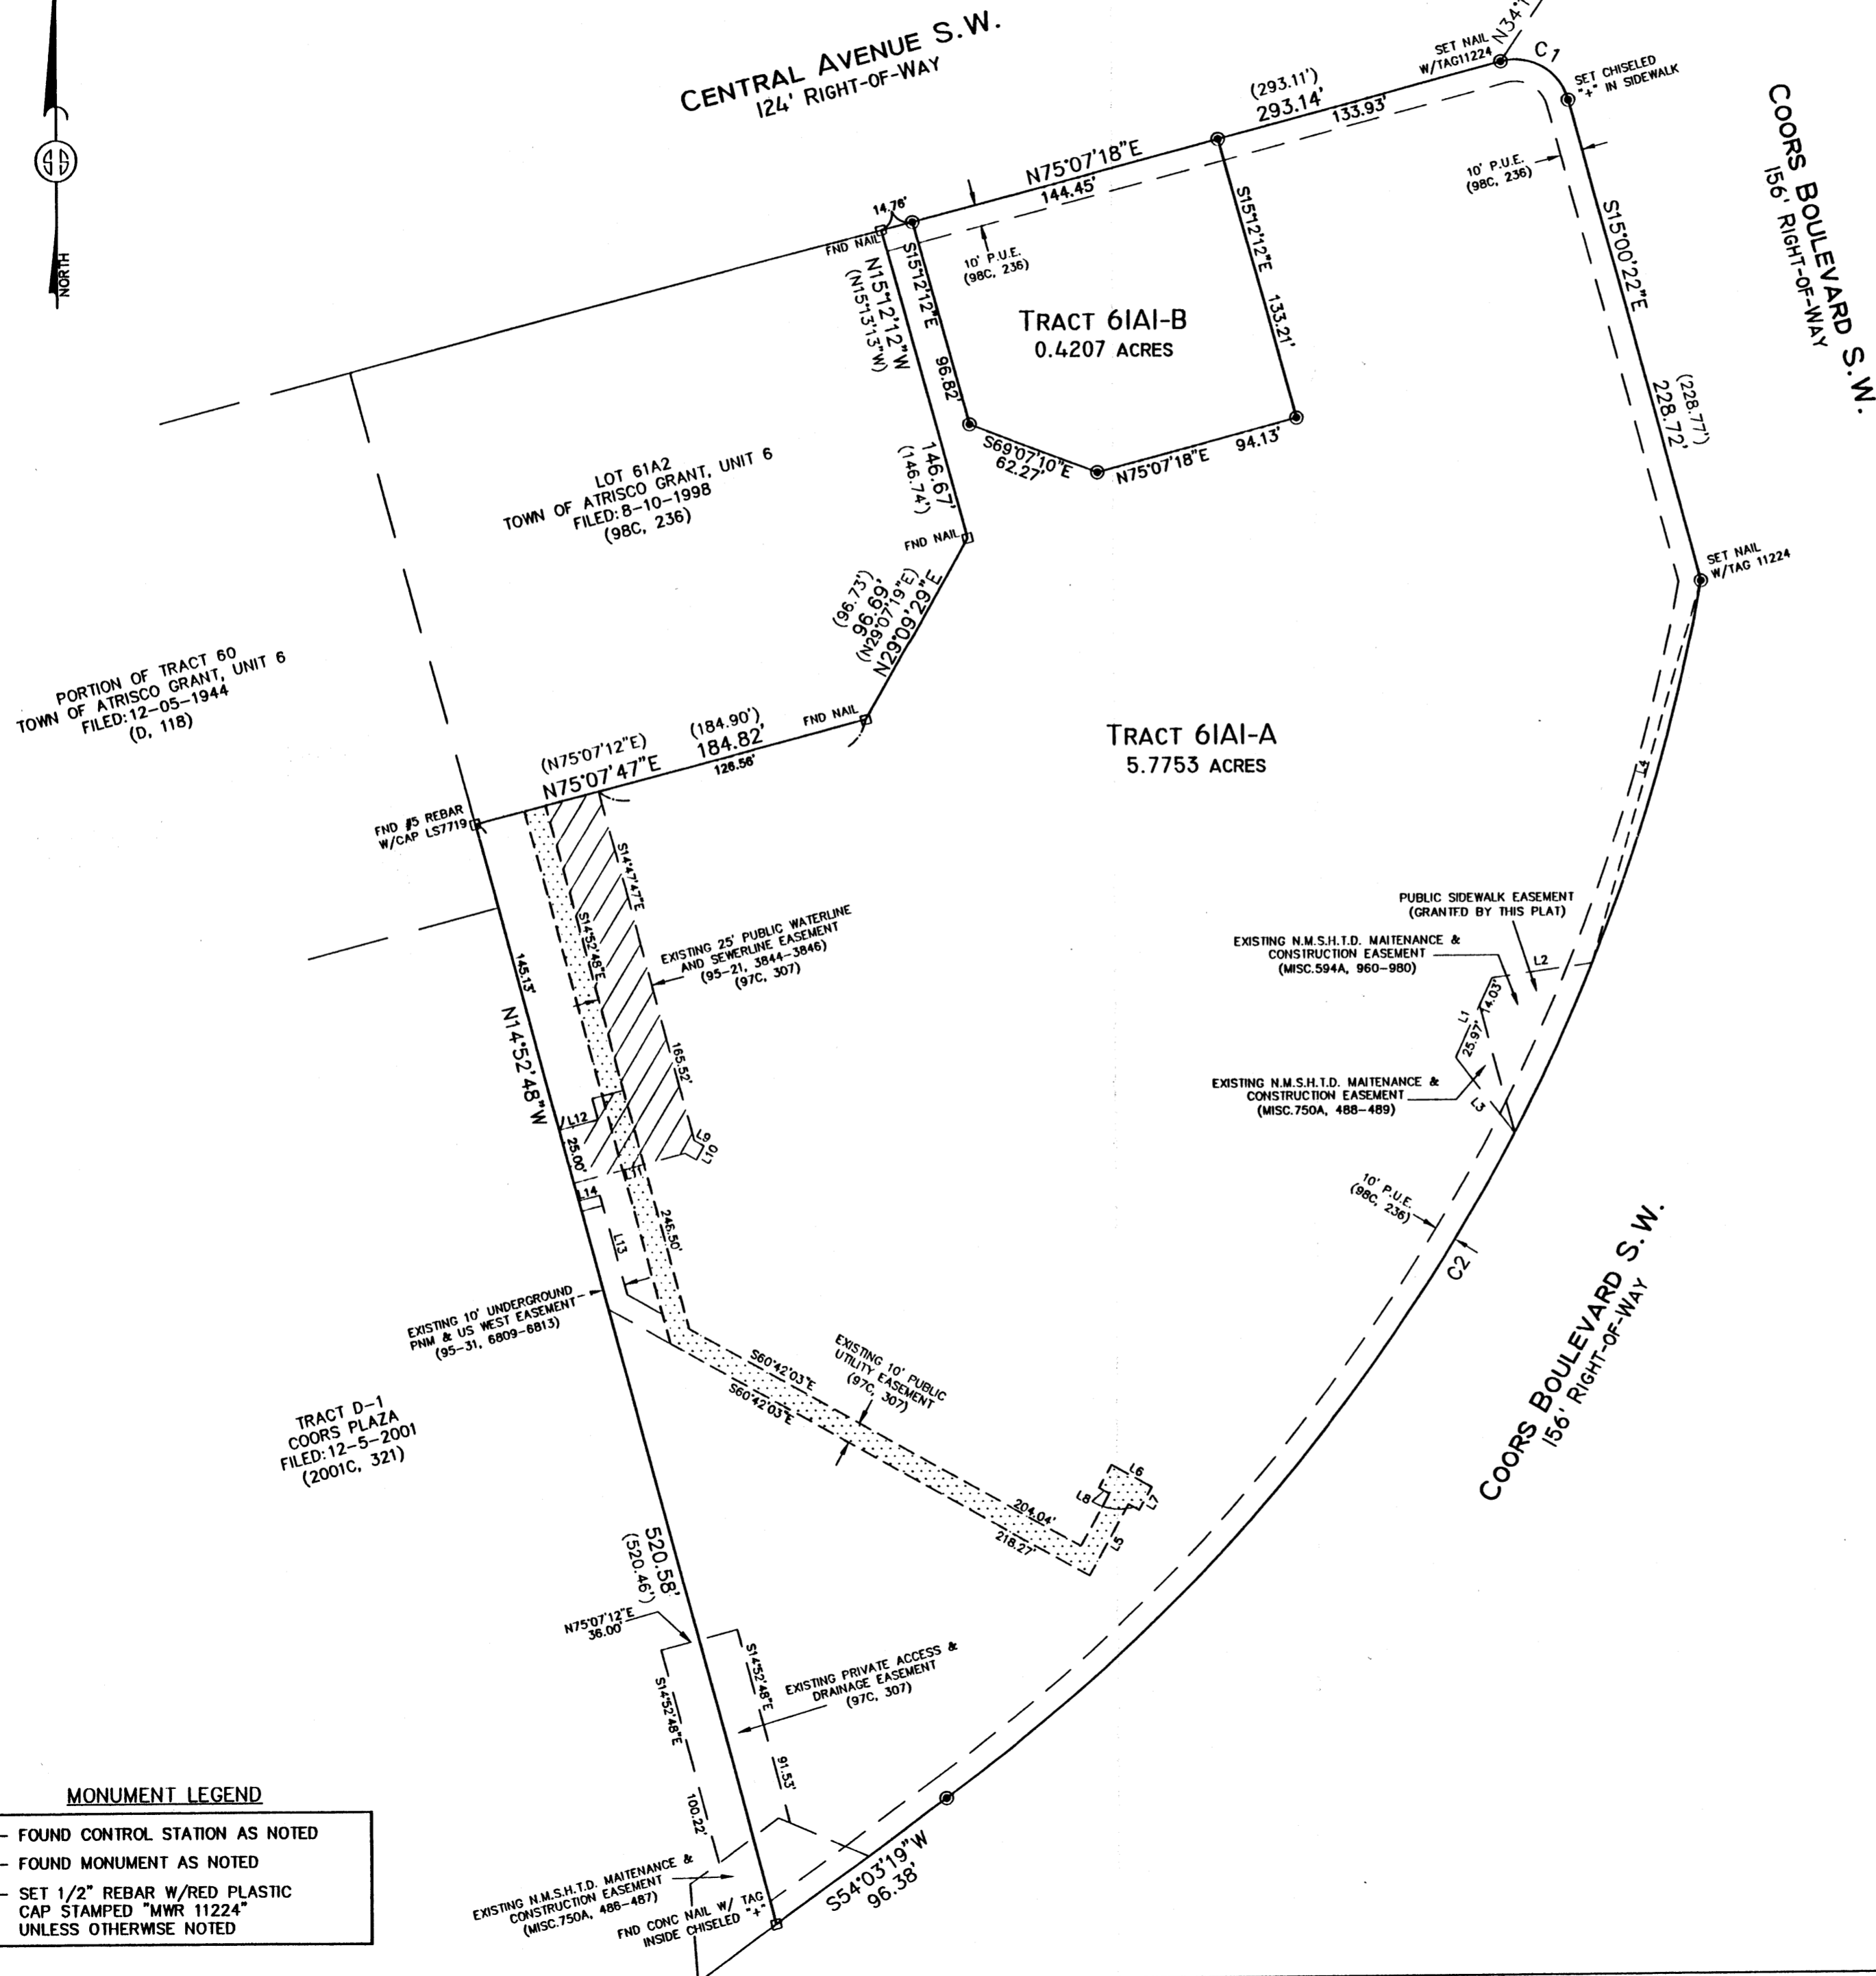 CENTRAL AVENUE S.W.
124' RIGHT-OF-WAY
NORTH
SET NAIL
W/TAG11224
C1
SET CHISELED
"+" IN SIDEWALK
(293.11')
293.14'
133.93'
N75°07'18"E
144.45'
14.76'
FND NAIL
10' P.U.E.
(98C, 236)
10' P.U.E.
(98C, 236)
COORS BOULEVARD S.W.
156' RIGHT-OF-WAY
S15°00'22"E
(228.77')
228.72'
S15°12'12"E
133.21'
S15°12'12"E
96.82'
N15°12'12"W
(N15°13'13"W)
146.67'
(146.74')
TRACT 61A1-B
0.4207 ACRES
S69°07'10"E
62.27'
N75°07'18"E
94.13'
LOT 61A2
TOWN OF ATRISCO GRANT, UNIT 6
FILED: 8-10-1998
(98C, 236)
FND NAIL
(96.73')
96.69'
(N29°07'19"E)
N29°09'29"E
SET NAIL
W/TAG 11224
PORTION OF TRACT 60
TOWN OF ATRISCO GRANT, UNIT 6
FILED: 12-05-1944
(D, 118)
FND NAIL
(N75°07'12"E)
(184.90')
N75°07'47"E
184.82'
126.56'
TRACT 61A1-A
5.7753 ACRES
L4
FND #5 REBAR
W/CAP LS7719
S14°47'47"E
S14°52'48"E
EXISTING 25' PUBLIC WATERLINE
AND SEWERLINE EASEMENT
(95-21, 3844-3846)
(97C, 307)
145.13'
N14°52'48"W
165.52'
PUBLIC SIDEWALK EASEMENT
(GRANTED BY THIS PLAT)
EXISTING N.M.S.H.T.D. MAITENANCE &
CONSTRUCTION EASEMENT
(MISC.594A, 960-980)
L2
14.03'
L1
25.97'
EXISTING N.M.S.H.T.D. MAITENANCE &
CONSTRUCTION EASEMENT
(MISC.750A, 488-489)
L3
L12
25.00'
L9
L10
L11
L14
L13
246.50'
10' P.U.E.
(98C, 236)
C2
COORS BOULEVARD S.W.
156' RIGHT-OF-WAY
EXISTING 10' UNDERGROUND
PNM & US WEST EASEMENT
(95-31, 6809-6813)
EXISTING 10' PUBLIC
UTILITY EASEMENT
(97C, 307)
S60°42'03"E
S60°42'03"E
TRACT D-1
COORS PLAZA
FILED: 12-5-2001
(2001C, 321)
L6
L8
L7
L5
204.04'
218.27'
520.58'
(520.46')
N75°07'12"E
36.00'
S14°52'48"E
S14°52'48"E
EXISTING PRIVATE ACCESS &
DRAINAGE EASEMENT
(97C, 307)
91.53'
100.22'
MONUMENT LEGEND
- FOUND CONTROL STATION AS NOTED
- FOUND MONUMENT AS NOTED
- SET 1/2" REBAR W/RED PLASTIC
CAP STAMPED "MWR 11224"
UNLESS OTHERWISE NOTED
EXISTING N.M.S.H.T.D. MAITENANCE &
CONSTRUCTION EASEMENT
(MISC.750A, 486-487)
FND CONC NAIL W/ TAG
INSIDE CHISELED "+"
S54°03'19"W
96.38'